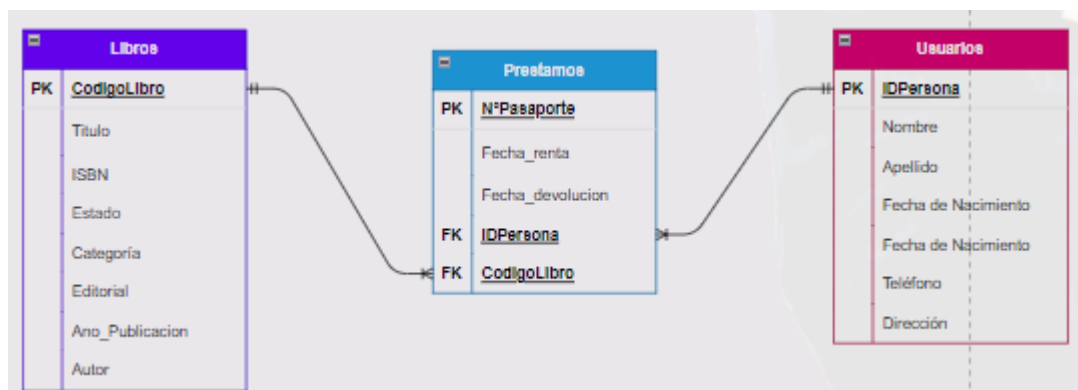 Libros
PK CodigoLibro
Titulo
ISBN
Estado
Categoría
Editorial
Ano_Publicacion
Autor
Prestamos
PK NºPasaporte
Fecha_renta
Fecha_devolucion
FK IDPersona
FK CodigoLibro
Usuarios
PK IDPersona
Nombre
Apellido
Fecha de Nacimiento
Fecha de Nacimiento
Teléfono
Dirección